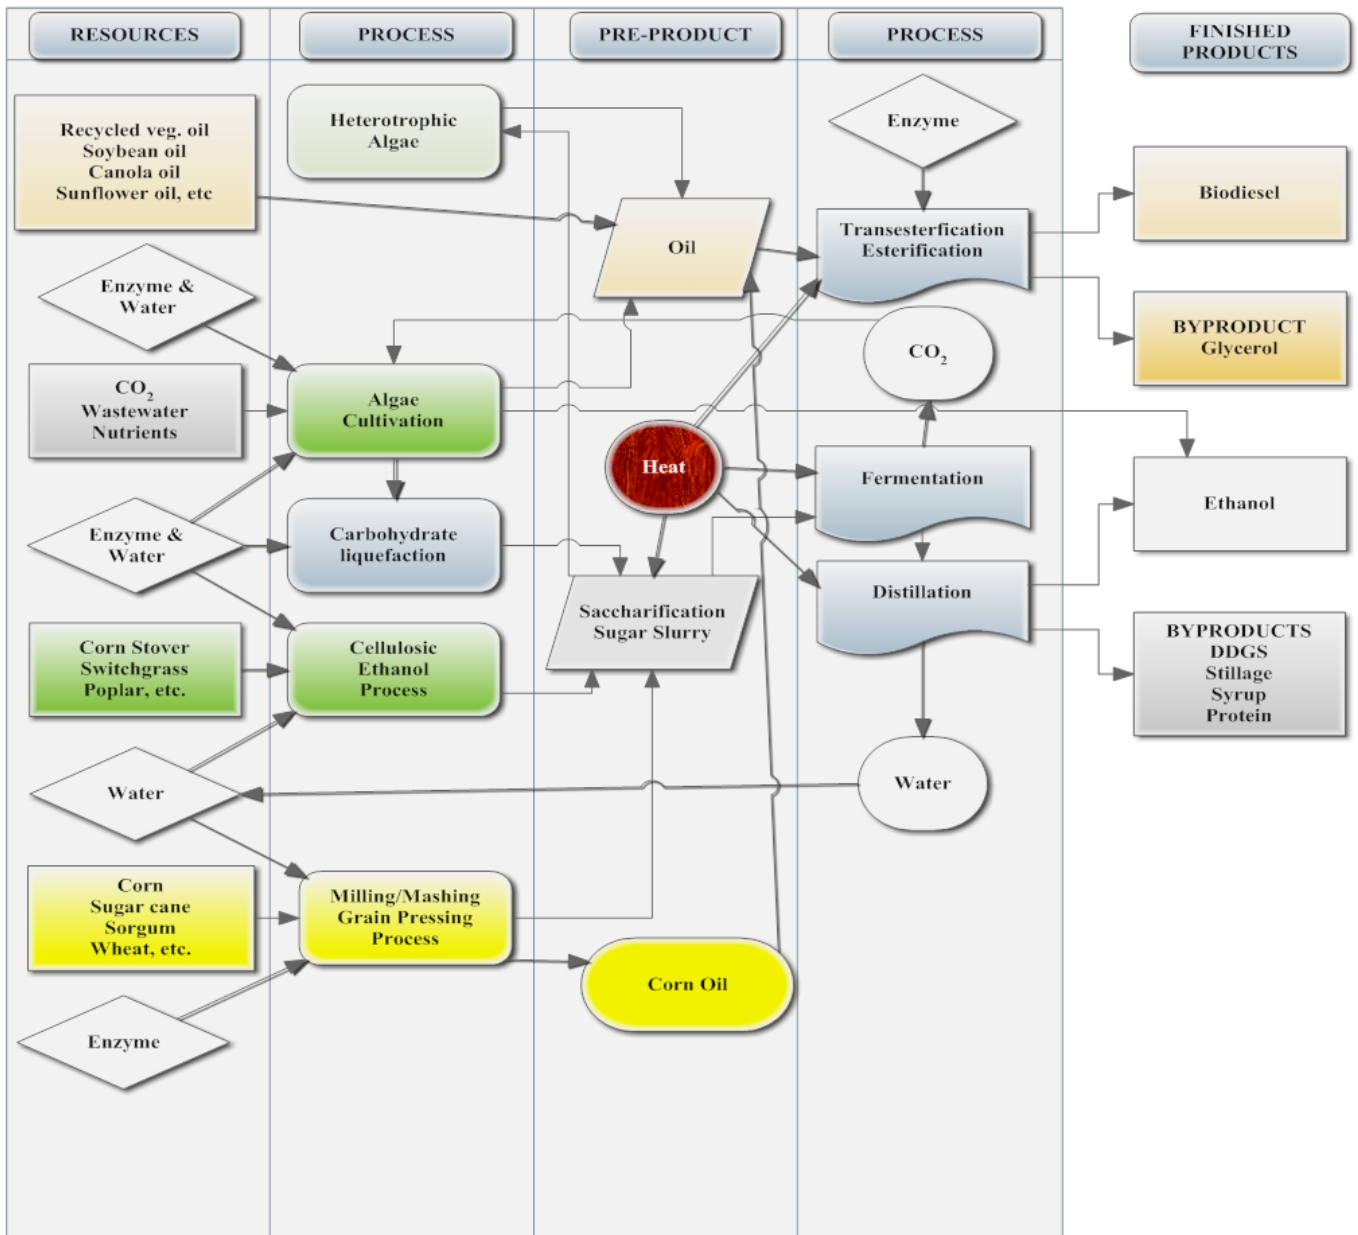 RESOURCES
PROCESS
PRE-PRODUCT
PROCESS
FINISHED
PRODUCTS
Recycled veg. oil
Soybean oil
Canola oil
Sunflower oil, etc
Heterotrophic
Algae
Enzyme
Oil
Transesterfication
Esterification
Biodiesel
Enzyme &
Water
BYPRODUCT
Glycerol
CO₂
CO₂
Wastewater
Nutrients
Algae
Cultivation
Heat
Fermentation
Ethanol
Enzyme &
Water
Carbohydrate
liquefaction
Saccharification
Sugar Slurry
Distillation
BYPRODUCTS
DDGS
Stillage
Syrup
Protein
Corn Stover
Switchgrass
Poplar, etc.
Cellulosic
Ethanol
Process
Water
Water
Corn
Sugar cane
Sorgum
Wheat, etc.
Milling/Mashing
Grain Pressing
Process
Corn Oil
Enzyme